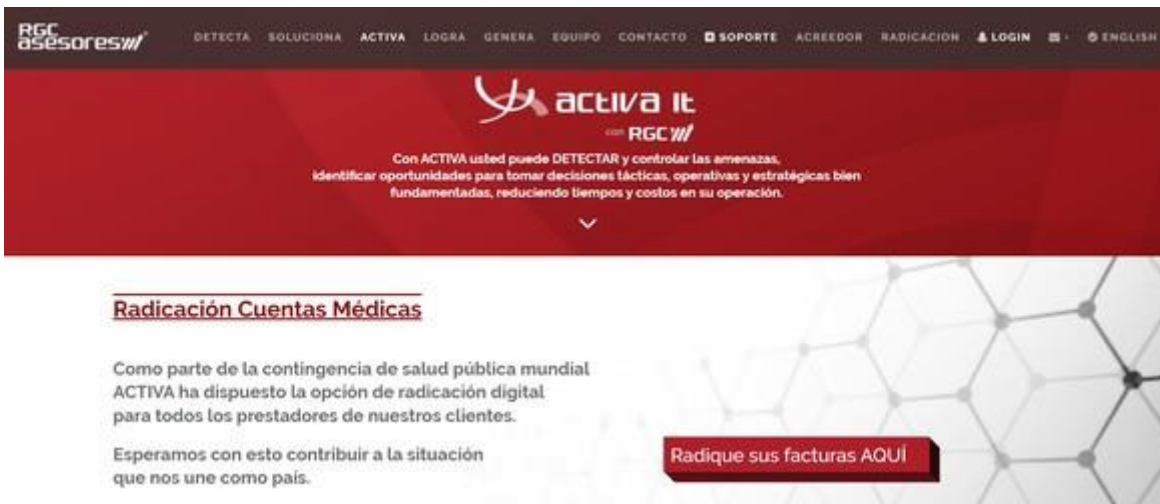 RGC
asesores
DETECTA SOLUCIONA ACTIVA LOGRA GENERA EQUIPO CONTACTO SOPORTE ACREEDOR RADICACION LOGIN ENGLISH
activa it
con RGC
Con ACTIVA usted puede DETECTAR y controlar las amenazas,
identificar oportunidades para tomar decisiones tácticas, operativas y estratégicas bien
fundamentadas, reduciendo tiempos y costos en su operación.
Radicación Cuentas Médicas
Como parte de la contingencia de salud pública mundial
ACTIVA ha dispuesto la opción de radicación digital
para todos los prestadores de nuestros clientes.
Esperamos con esto contribuir a la situación
que nos une como país.
Radique sus facturas AQUÍ